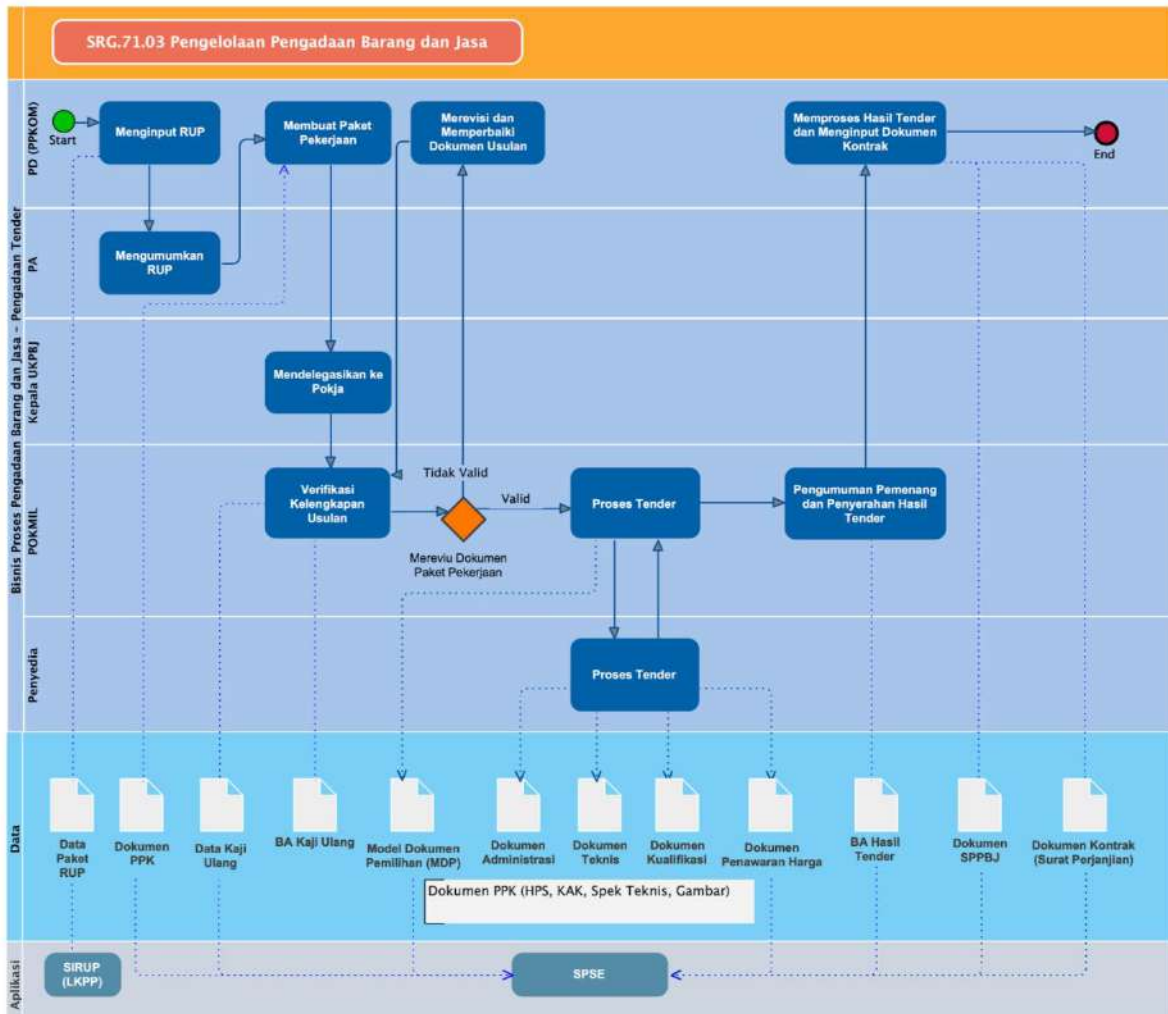 SRG.71.03 Pengelolaan Pengadaan Barang dan Jasa
Bisnis Proses Pengadaan Barang dan Jasa - Pengadaan Tender
PD (PPKOM)
Start
Menginput RUP
Membuat Paket
Pekerjaan
Merevisi dan
Memperbaiki
Dokumen Usulan
Memproses Hasil Tender
dan Menginput Dokumen
Kontrak
End
PA
Mengumumkan
RUP
Kepala UKPBJ
Mendelegasikan ke
Pokja
POKMIL
Verifikasi
Kelengkapan
Usulan
Tidak Valid
Valid
Mereviu Dokumen
Paket Pekerjaan
Proses Tender
Pengumuman Pemenang
dan Penyerahan Hasil
Tender
Penyedia
Proses Tender
Data
Data
Paket
RUP
Dokumen
PPK
Data Kaji
Ulang
BA Kaji Ulang
Model Dokumen
Pemilihan (MDP)
Dokumen
Administrasi
Dokumen
Teknis
Dokumen
Kualifikasi
Dokumen
Penawaran Harga
BA Hasil
Tender
Dokumen
SPPBJ
Dokumen Kontrak
(Surat Perjanjian)
Dokumen PPK (HPS, KAK, Spek Teknis, Gambar)
Aplikasi
SIRUP
(LKPP)
SPSE